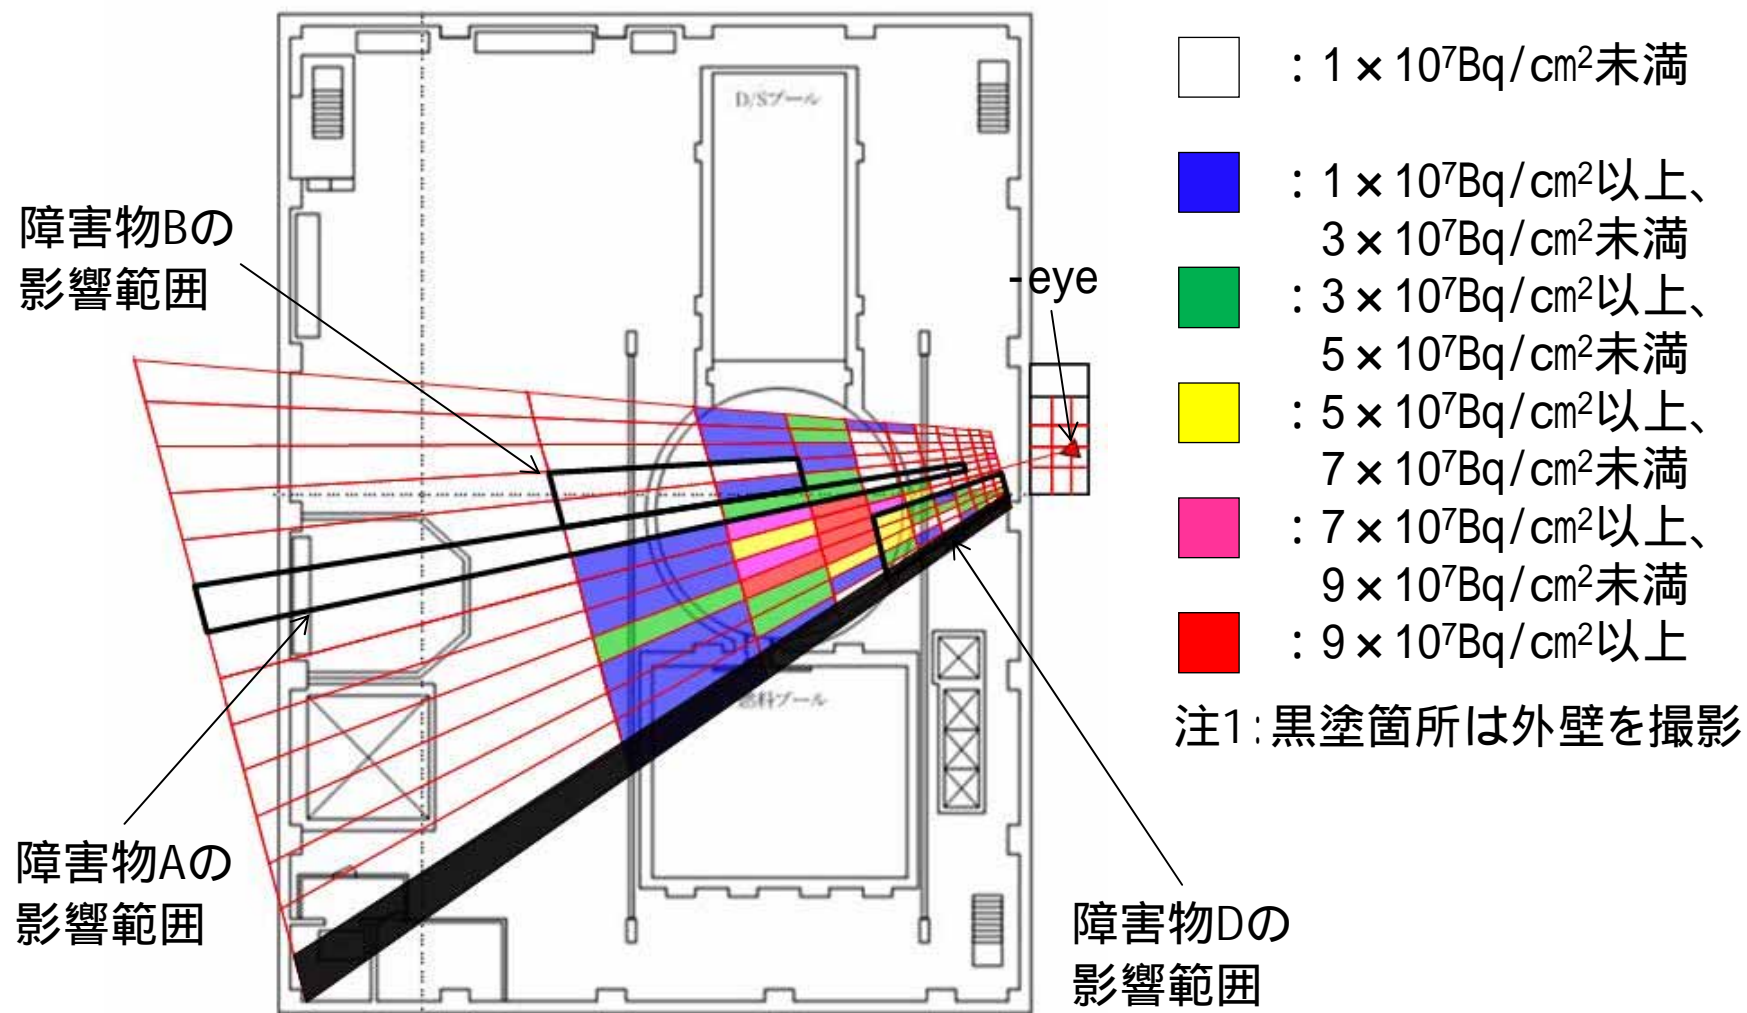 D/Sプール
障害物Bの
影響範囲
-eye
障害物Aの
影響範囲
燃料プール
障害物Dの
影響範囲
：1×10⁷Bq/cm²未満
：1×10⁷Bq/cm²以上、
3×10⁷Bq/cm²未満
：3×10⁷Bq/cm²以上、
5×10⁷Bq/cm²未満
：5×10⁷Bq/cm²以上、
7×10⁷Bq/cm²未満
：7×10⁷Bq/cm²以上、
9×10⁷Bq/cm²未満
：9×10⁷Bq/cm²以上
注1：黒塗箇所は外壁を撮影